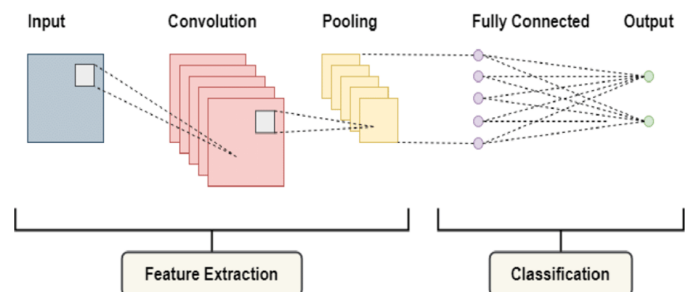 Input
Convolution
Pooling
Fully Connected
Output
Feature Extraction
Classification